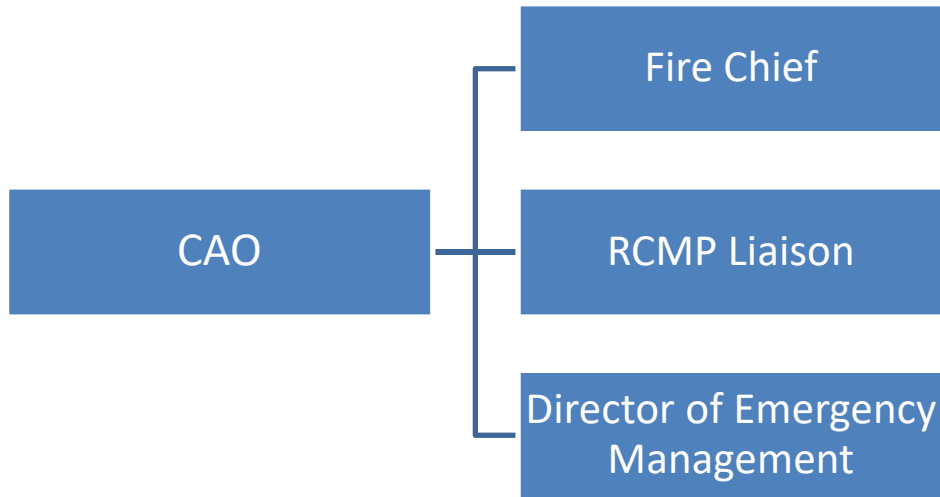 CAO
Fire Chief
RCMP Liaison
Director of Emergency
Management